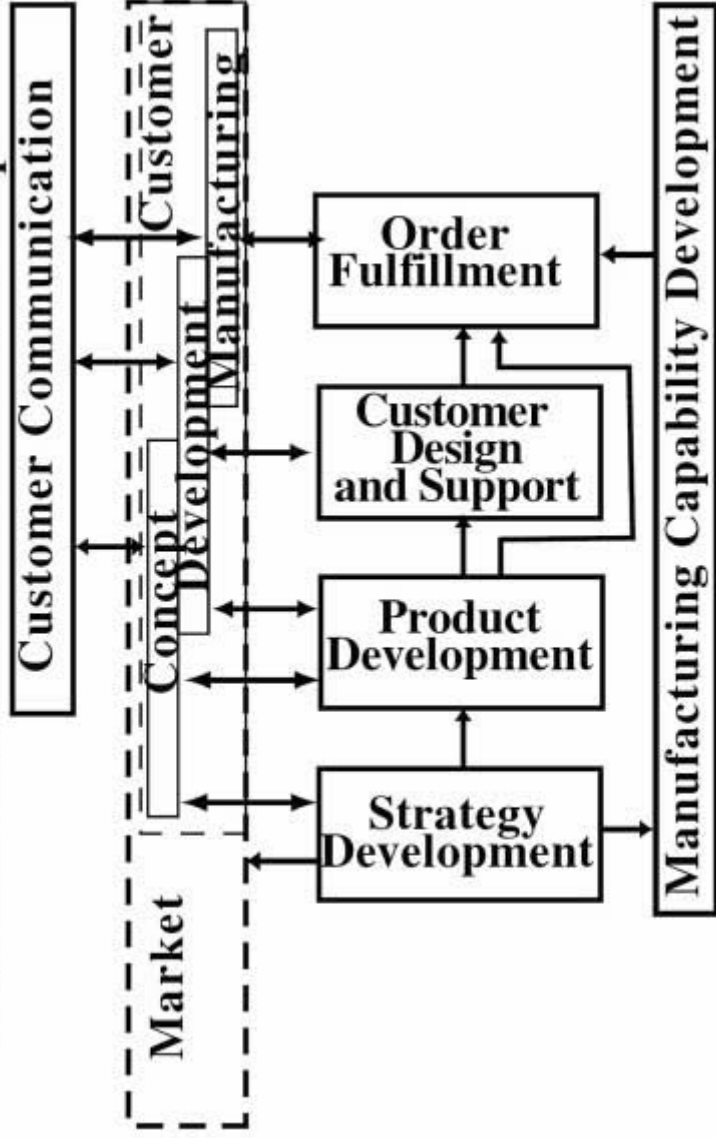 Customer Communication
Customer
Manufacturing
Development
Concept
Market
Order
Fulfillment
Customer
Design
and Support
Product
Development
Strategy
Development
Manufacturing Capability Development